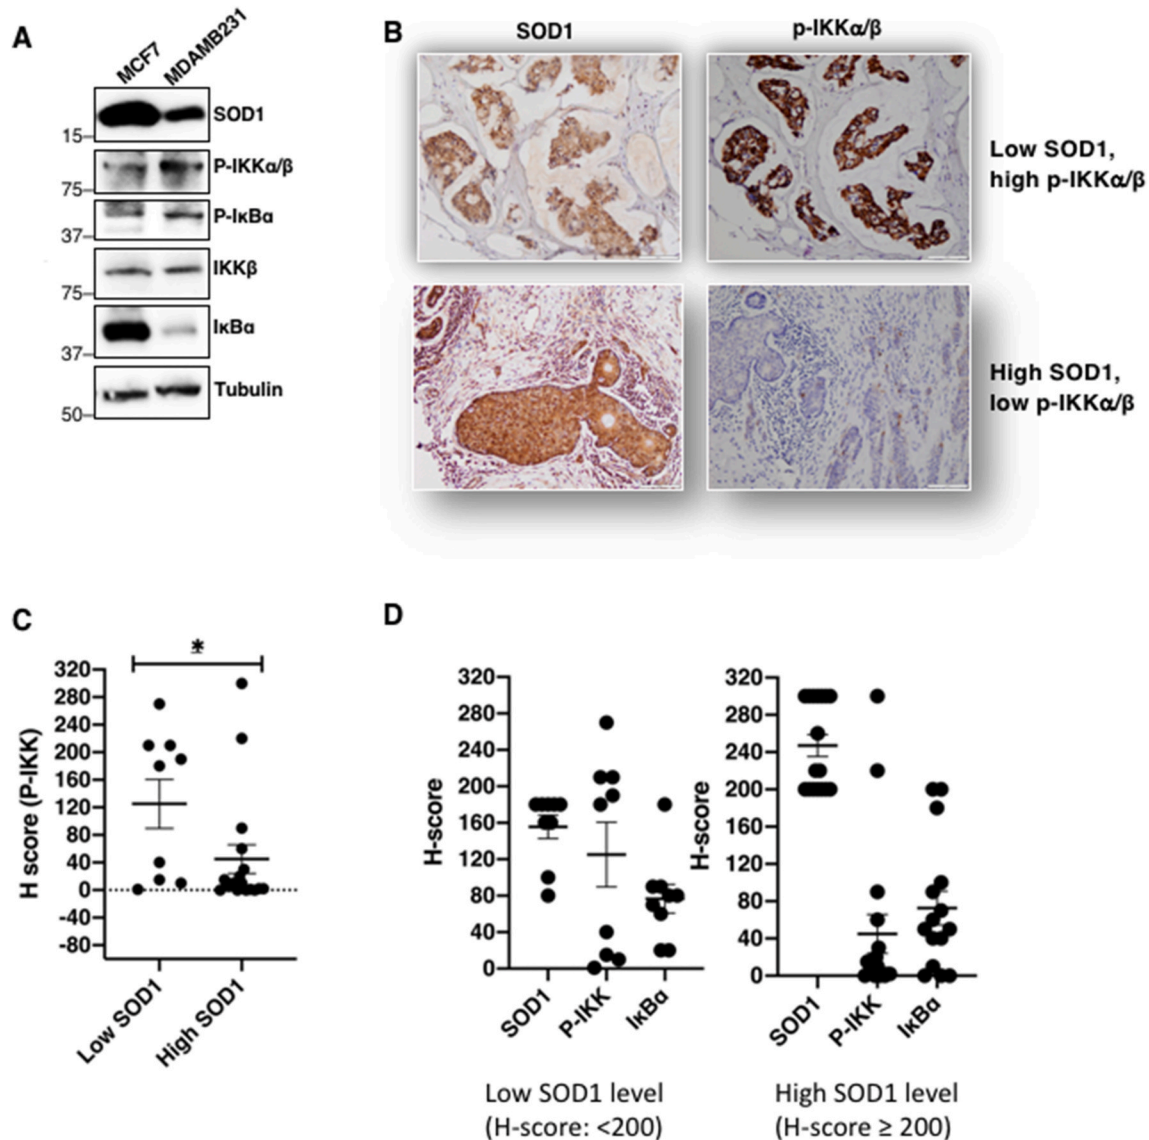 A
MCF7
MDAMB231
SOD1
15
P-IKKα/β
75
P-IκBα
37
IKKβ
75
IκBα
37
Tubulin
50
B
SOD1
p-IKKα/β
Low SOD1,
high p-IKKα/β
High SOD1,
low p-IKKα/β
C
*
H score (P-IKK)
320
280
240
200
160
120
80
40
0
-40
-80
Low SOD1
High SOD1
D
H-score
320
280
240
200
160
120
80
40
0
SOD1
P-IKK
IκBα
Low SOD1 level
(H-score: <200)
H-score
320
280
240
200
160
120
80
40
0
SOD1
P-IKK
IκBα
High SOD1 level
(H-score ≥ 200)